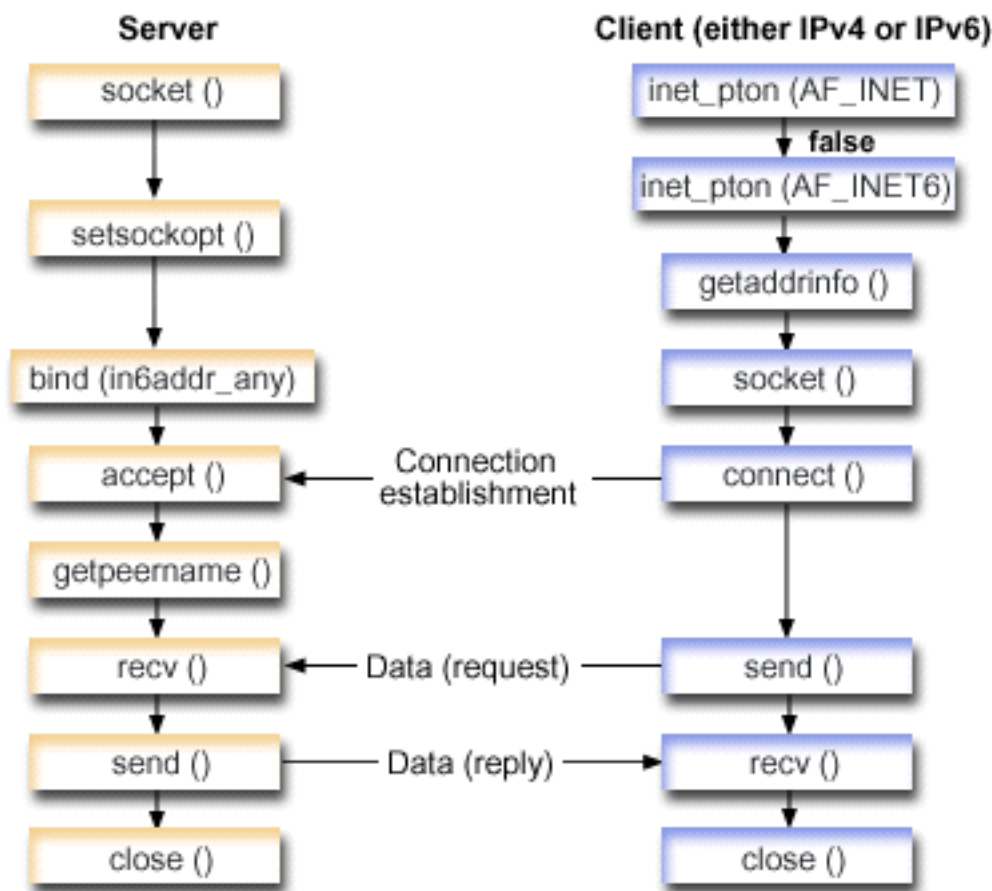 Server
socket ()
setsockopt ()
bind (in6addr_any)
accept ()
getpeername ()
recv ()
send ()
close ()
Connection
establishment
Data (request)
Data (reply)
Client (either IPv4 or IPv6)
inet_pton (AF_INET)
false
inet_pton (AF_INET6)
getaddrinfo ()
socket ()
connect ()
send ()
recv ()
close ()